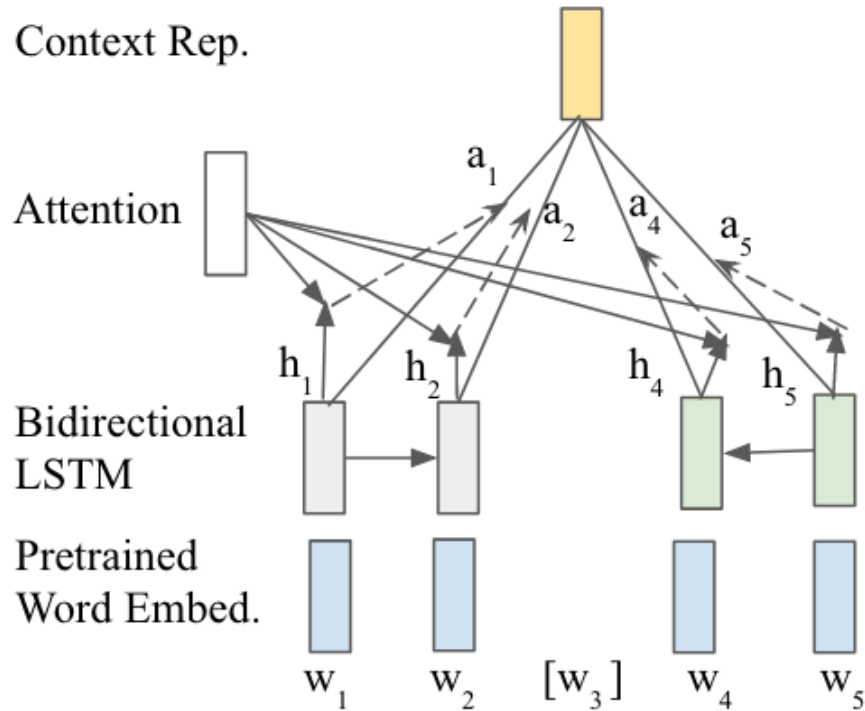 Context Rep.
a₁
Attention
a₂
a₄
a₅
h₁
h₂
h₄
h₅
Bidirectional
LSTM
Pretrained
Word Embed.
w₁ w₂ [w₃] w₄ w₅